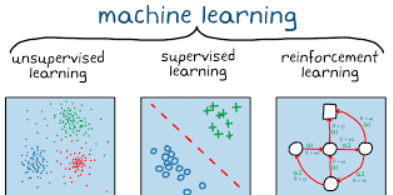 machine learning
unsupervised
learning
supervised
learning
reinforcement
learning